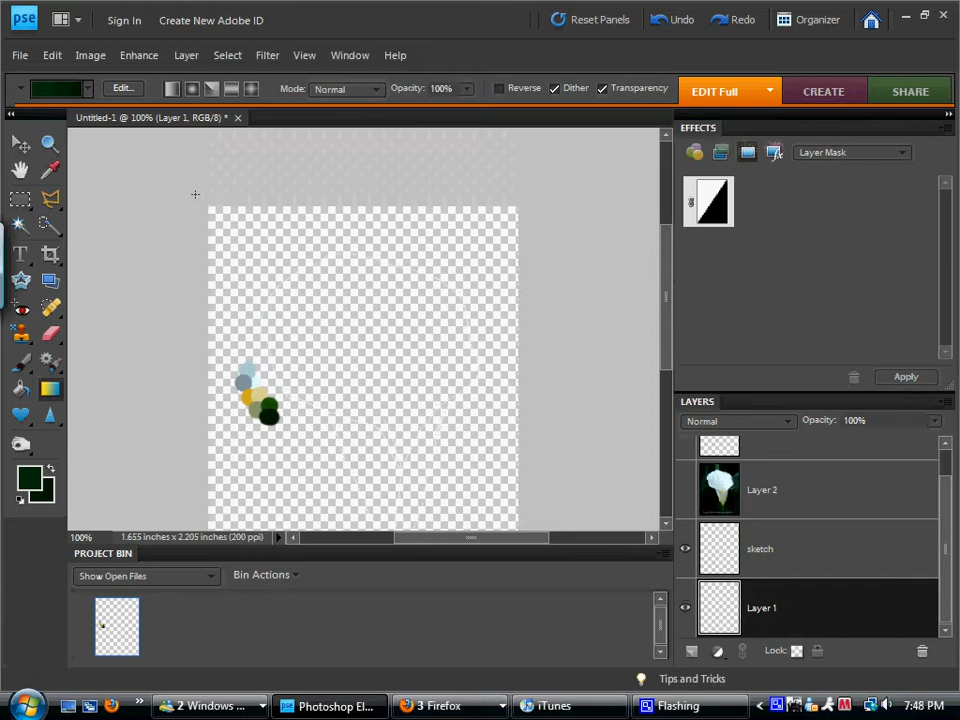 pse Sign In Create New Adobe ID Reset Panels Undo Redo Organizer
File Edit Image Layer Select Filter View Window Help
Enhance
Edit... Mode: Normal Opacity: 100% Reverse Dither Transparency EDIT Full CREATE SHARE
Untitled-1 @ 100% (Layer 1, RGB/8) *
EFFECTS
Layer Mask
T
Apply
LAYERS
Normal Opacity: 100%
Layer 2
sketch
Layer 1
Lock:
100% 1.655 inches x 2.205 inches (200 ppi)
PROJECT BIN
Show Open Files Bin Actions
Tips and Tricks
2 Windows ... Photoshop El... 3 Firefox iTunes Flashing 7:48 PM